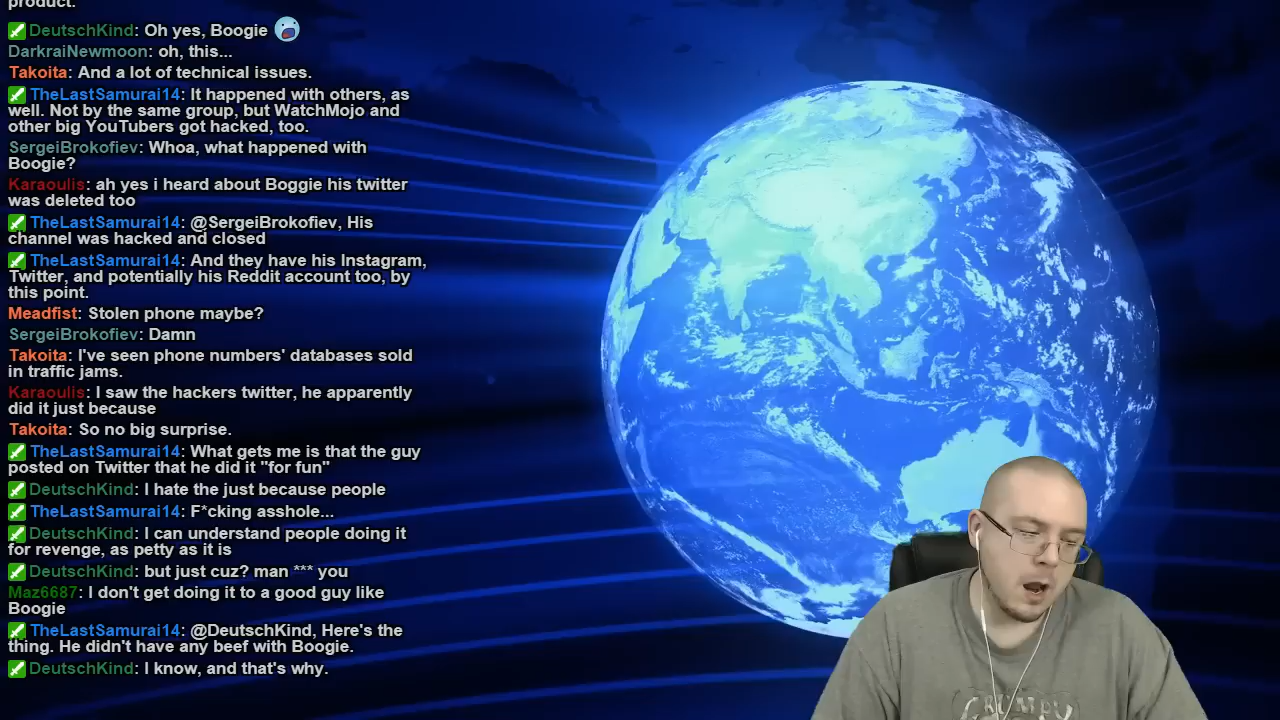 product.
DeutschKind: Oh yes, Boogie
DarkraiNewmoon: oh, this...
Takoita: And a lot of technical issues.
TheLastSamurai14: It happened with others, as
well. Not by the same group, but WatchMojo and
other big YouTubers got hacked, too.
SergeiBrokofiev: Whoa, what happened with
Boogie?
Karaoulis: ah yes i heard about Boggie his twitter
was deleted too
TheLastSamurai14: @SergeiBrokofiev, His
channel was hacked and closed
TheLastSamurai14: And they have his Instagram,
Twitter, and potentially his Reddit account too, by
this point.
Meadfist: Stolen phone maybe?
SergeiBrokofiev: Damn
Takoita: I've seen phone numbers' databases sold
in traffic jams.
Karaoulis: I saw the hackers twitter, he apparently
did it just because
Takoita: So no big surprise.
TheLastSamurai14: What gets me is that the guy
posted on Twitter that he did it "for fun"
DeutschKind: I hate the just because people
TheLastSamurai14: F*cking asshole...
DeutschKind: I can understand people doing it
for revenge, as petty as it is
DeutschKind: but just cuz? man *** you
Maz6687: I don't get doing it to a good guy like
Boogie
TheLastSamurai14: @DeutschKind, Here's the
thing. He didn't have any beef with Boogie.
DeutschKind: I know, and that's why.
GRUMPY